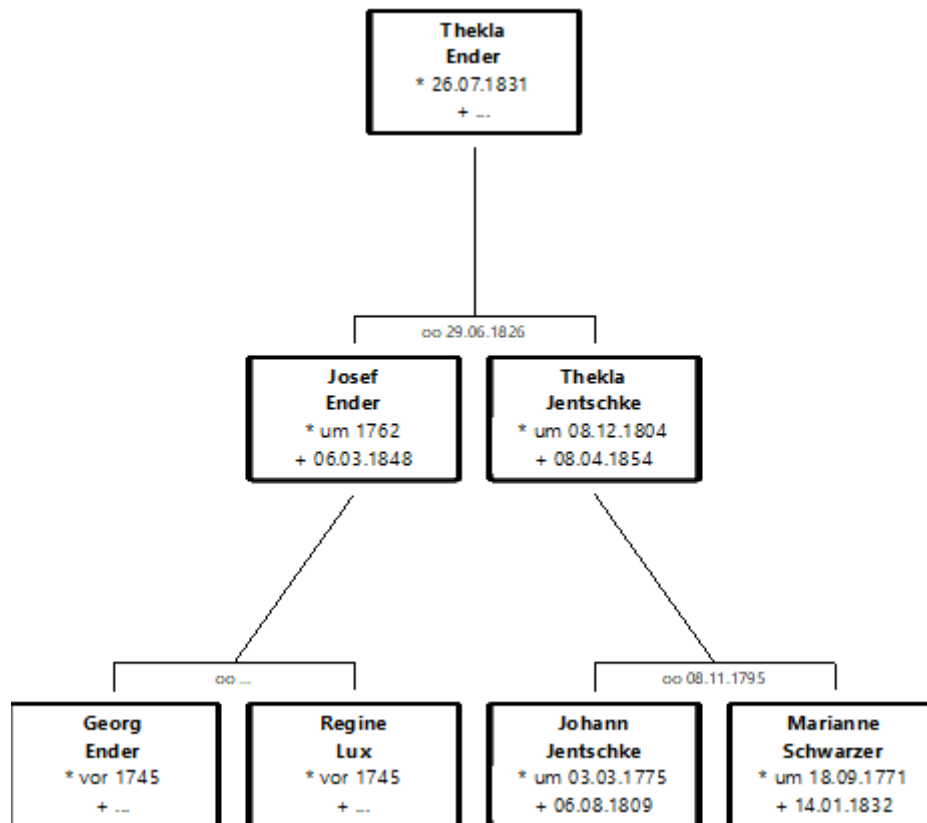 Thekla
Ender
* 26.07.1831
+ ...
oo 29.06.1826
Josef
Ender
* um 1762
+ 06.03.1848
Thekla
Jentschke
* um 08.12.1804
+ 08.04.1854
oo ...
oo 08.11.1795
Georg
Ender
* vor 1745
+ ...
Regine
Lux
* vor 1745
+ ...
Johann
Jentschke
* um 03.03.1775
+ 06.08.1809
Marianne
Schwarzer
* um 18.09.1771
+ 14.01.1832